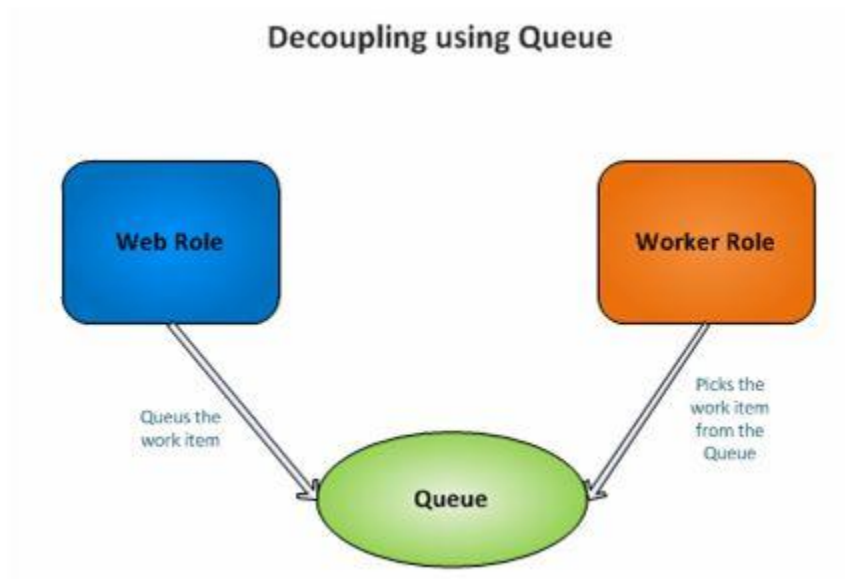 Decoupling using Queue
Web Role
Worker Role
Queus the
work item
Picks the
work item
from the
Queue
Queue